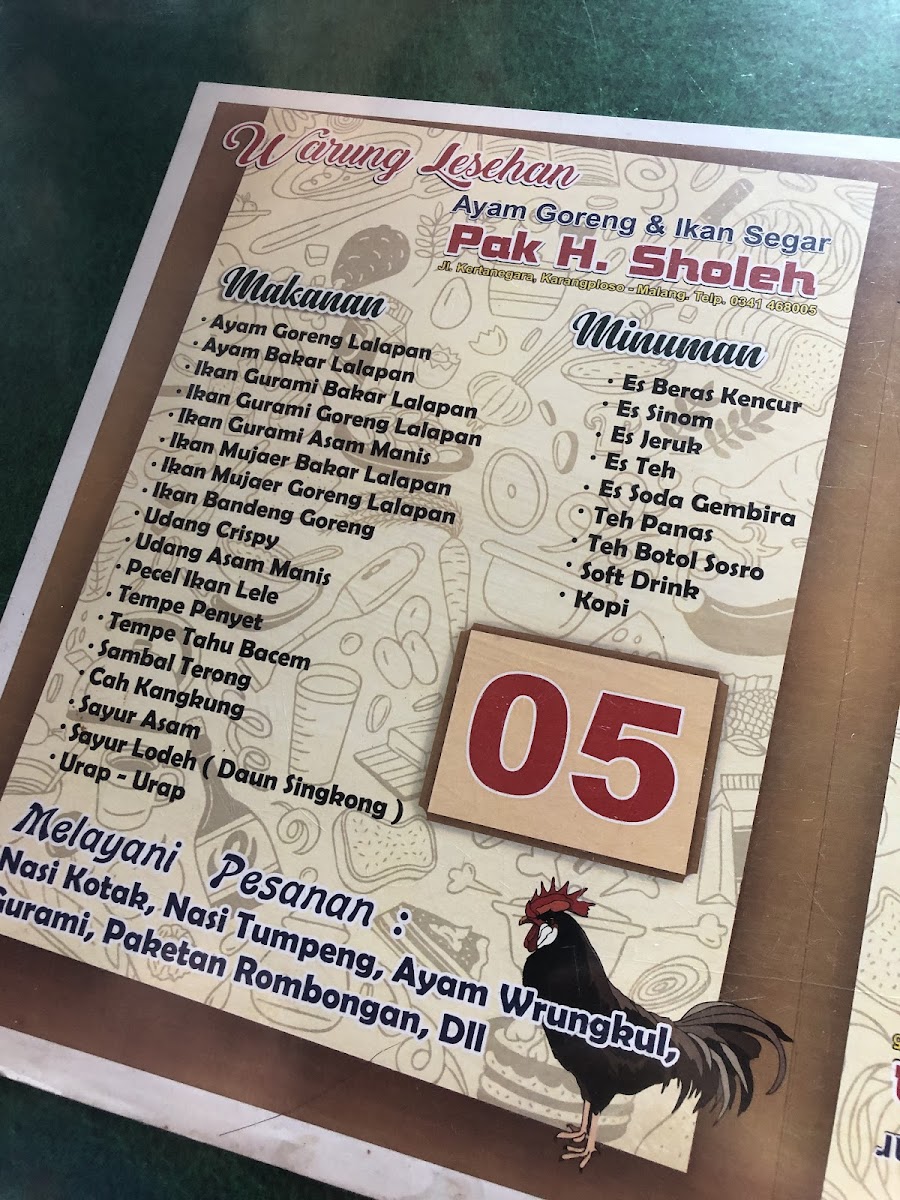 Warung Lesehan
Ayam Goreng & Ikan Segar
Pak H. Sholeh
Jl. Kertanegara, Karangploso - Malang. Telp. 0341 468005
Makanan
· Ayam Goreng Lalapan
· Ayam Bakar Lalapan
· Ikan Gurami Bakar Lalapan
· Ikan Gurami Goreng Lalapan
· Ikan Gurami Asam Manis
· Ikan Mujaer Bakar Lalapan
· Ikan Mujaer Goreng Lalapan
· Ikan Bandeng Goreng
· Udang Crispy
· Udang Asam Manis
· Pecel Ikan Lele
· Tempe Penyet
· Tempe Tahu Bacem
· Sambal Terong
· Cah Kangkung
· Sayur Asam
· Sayur Lodeh ( Daun Singkong )
· Urap - Urap
Minuman
· Es Beras Kencur
· Es Sinom
· Es Jeruk
· Es Teh
· Es Soda Gembira
· Teh Panas
· Teh Botol Sosro
· Soft Drink
· Kopi
05
Melayani Pesanan :
Nasi Kotak, Nasi Tumpeng, Ayam Wrungkul,
Gurami, Paketan Rombongan, Dll